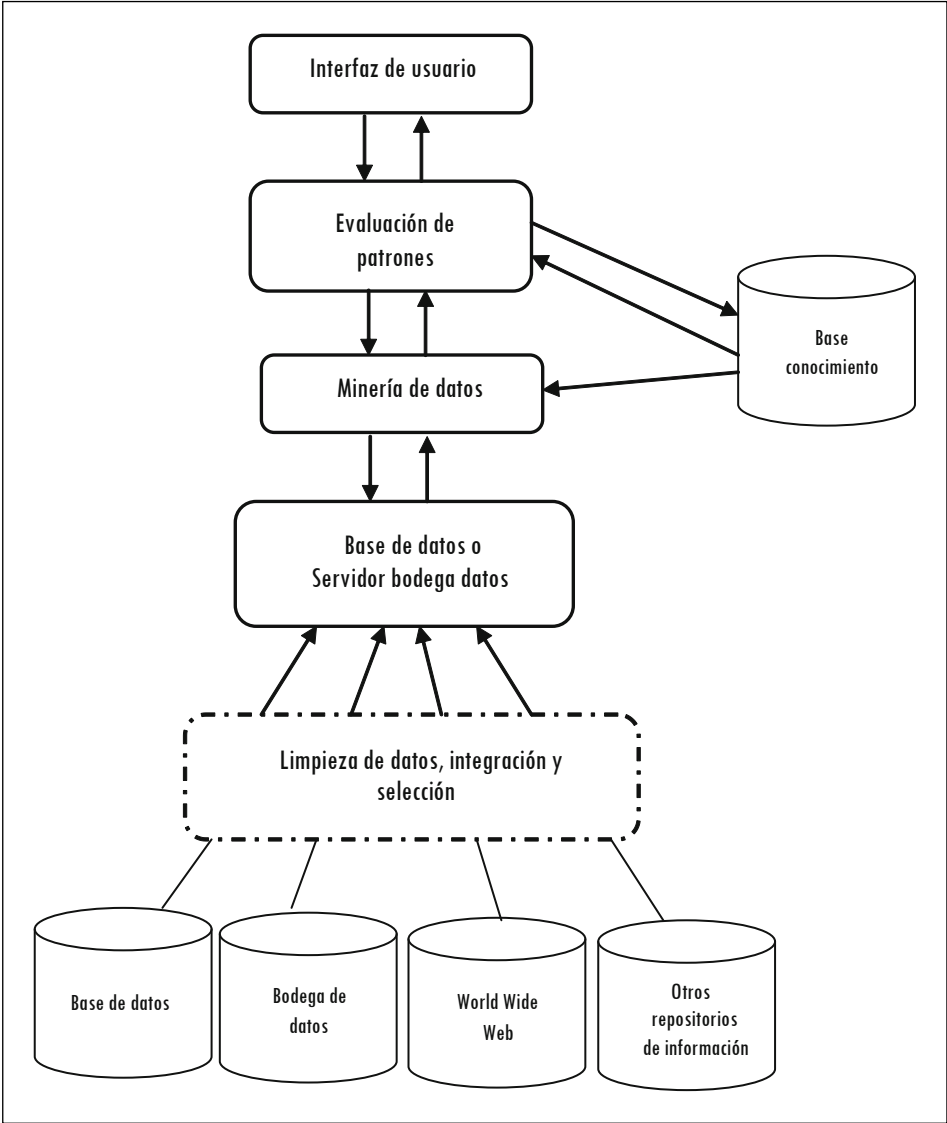 Interfaz de usuario
Evaluación de
patrones
Base
conocimiento
Minería de datos
Base de datos o
Servidor bodega datos
Limpieza de datos, integración y
selección
Base de datos
Bodega de
datos
World Wide
Web
Otros
repositorios
de información